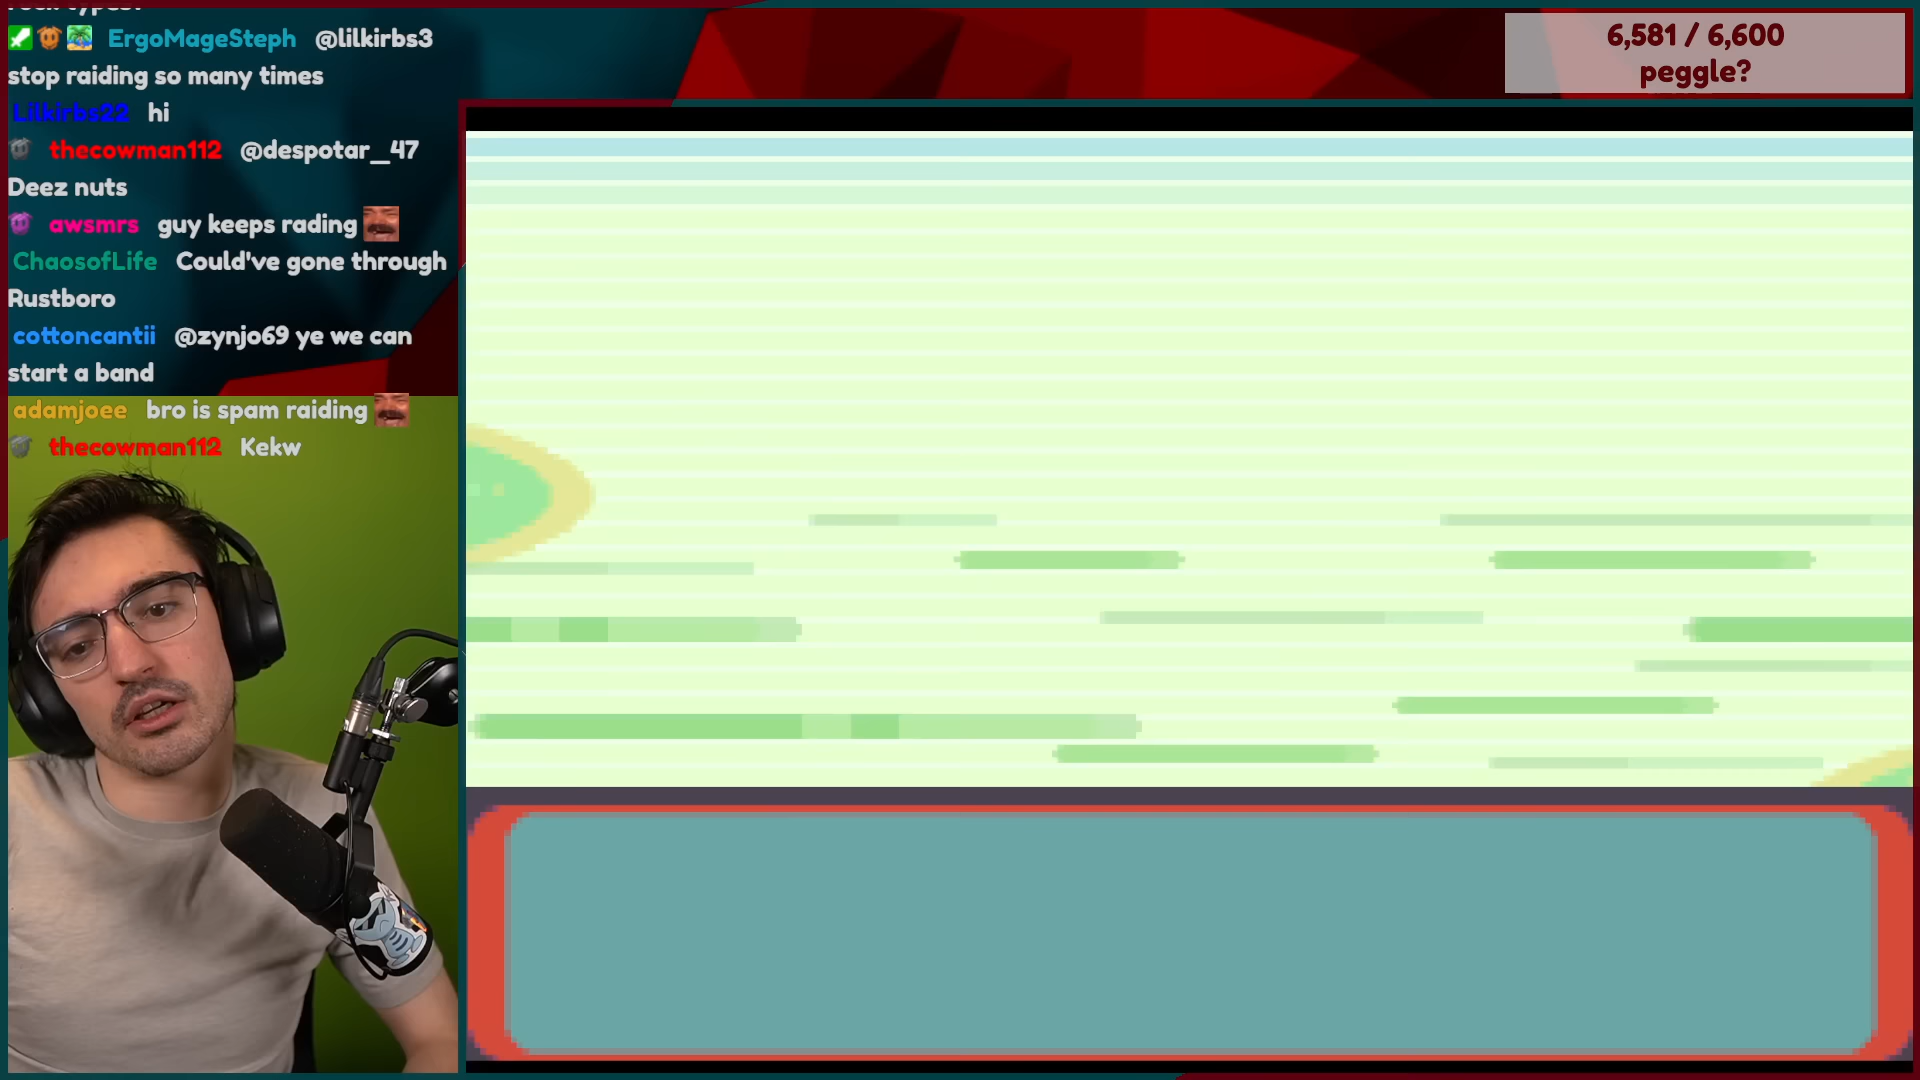 ErgoMageSteph @lilkirbs3
stop raiding so many times
Lilkirbs22 hi
thecowman112 @despotar_47
Deez nuts
awsmrs guy keeps rading
ChaosofLife Could've gone through
Rustboro
cottoncantii @zynjo69 ye we can
start a band
adamjoee bro is spam raiding
thecowman112 Kekw
6,581 / 6,600
peggle?